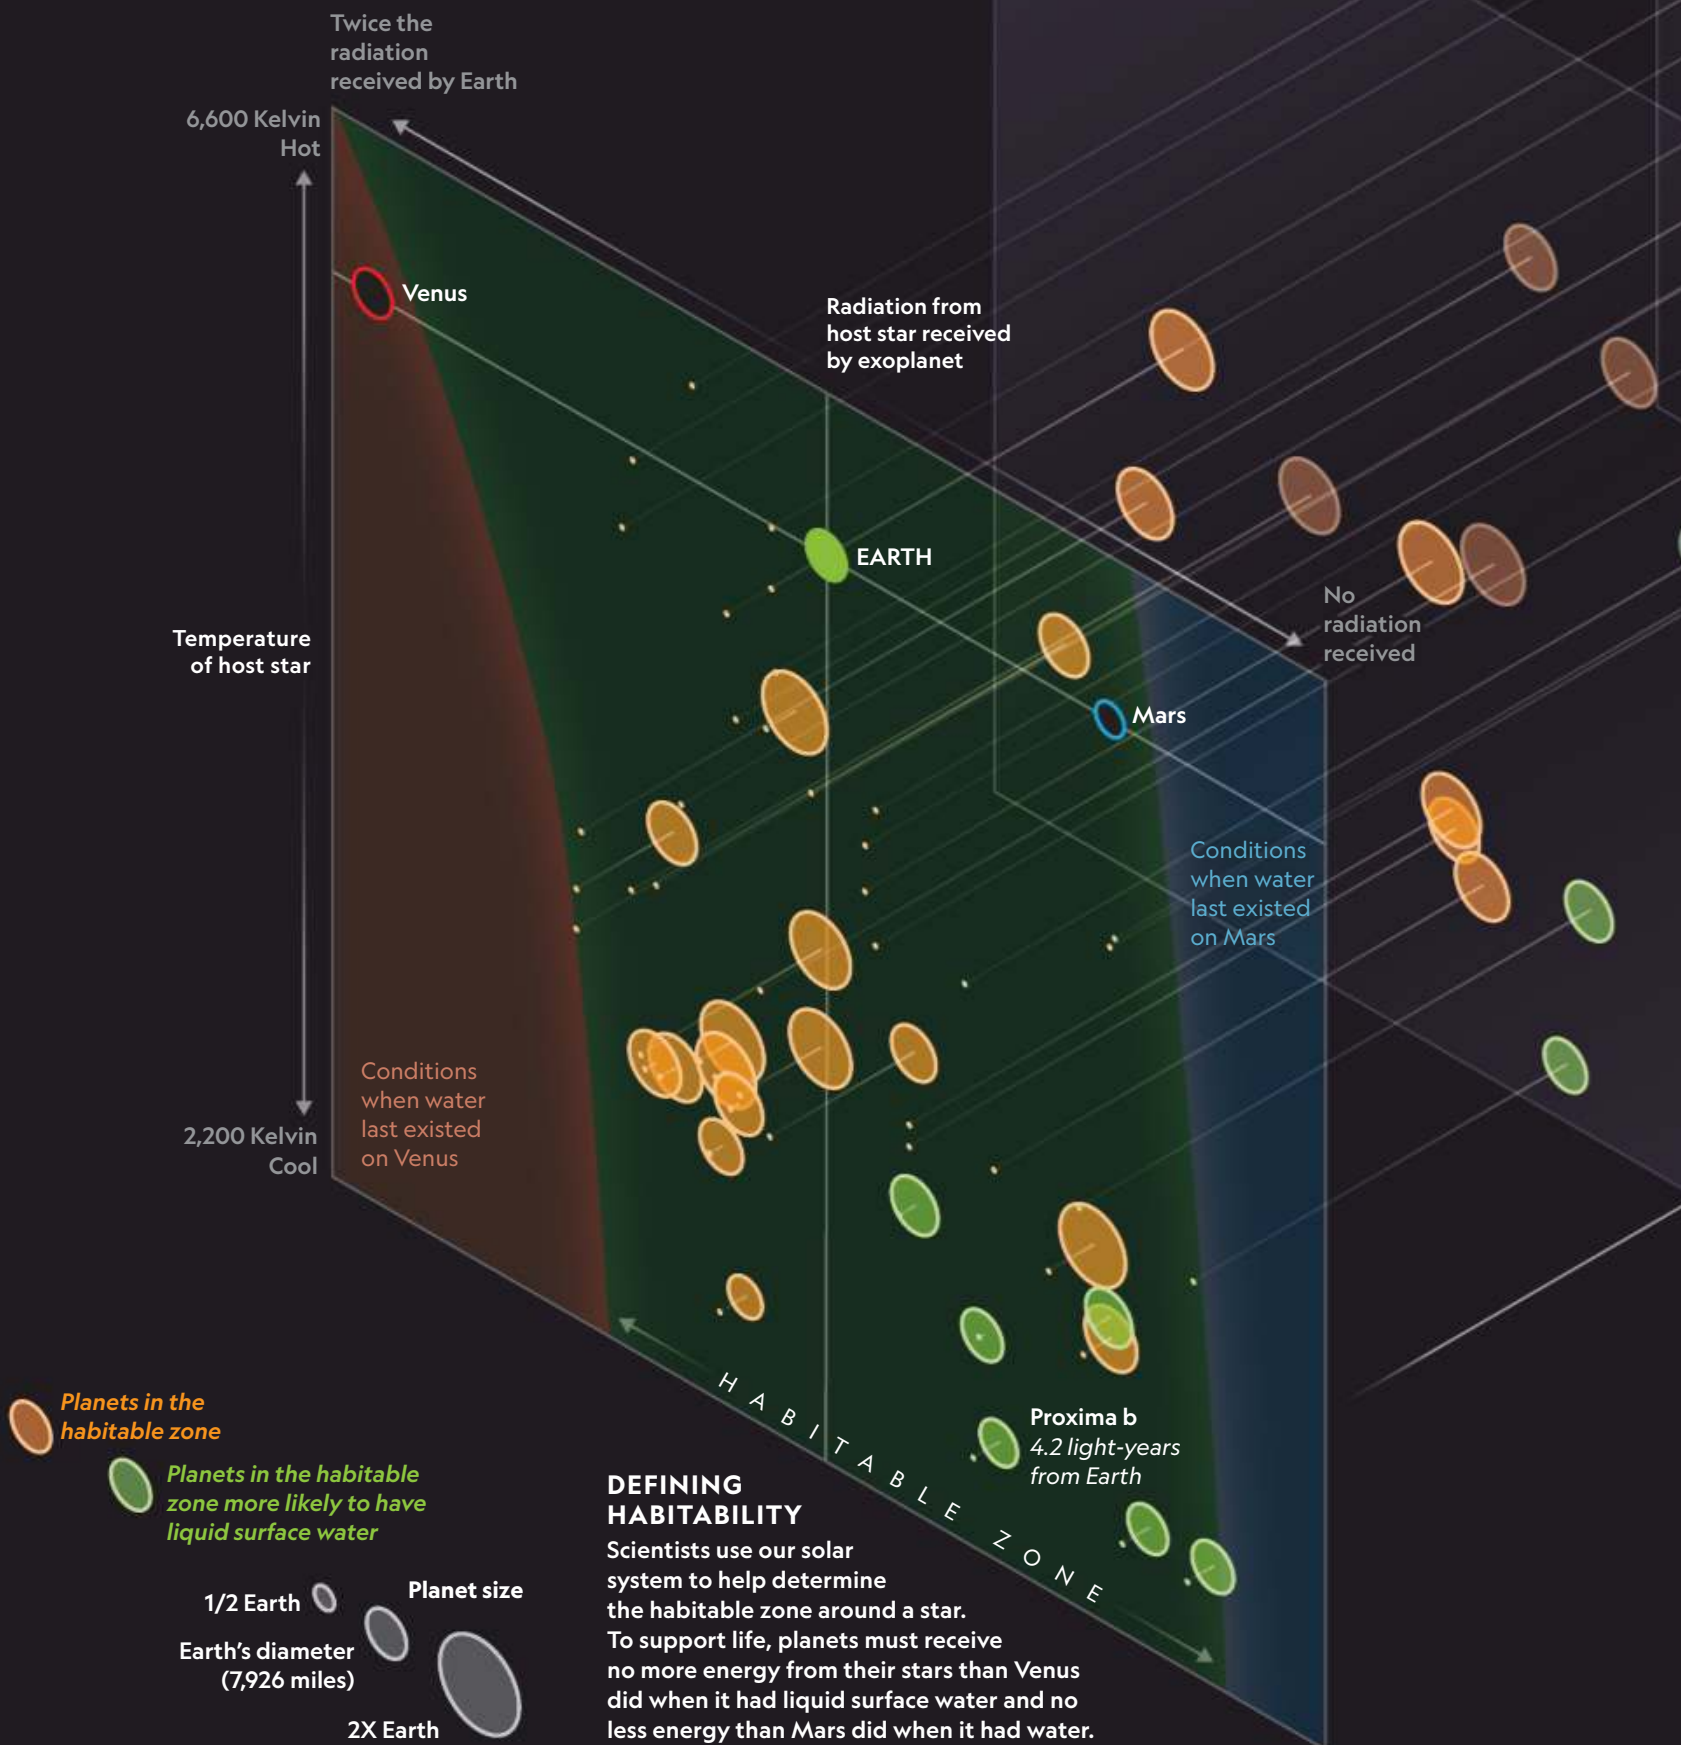 Twice the
radiation
received by Earth
6,600 Kelvin
Hot
Venus
Radiation from
host star received
by exoplanet
EARTH
No
radiation
received
Temperature
of host star
Mars
Conditions
when water
last existed
on Mars
Conditions
when water
last existed
on Venus
2,200 Kelvin
Cool
HABITABLE ZONE
Proxima b
4.2 light-years
from Earth
Planets in the
habitable zone
Planets in the habitable
zone more likely to have
liquid surface water
Planet size
1/2 Earth
Earth's diameter
(7,926 miles)
2X Earth
DEFINING
HABITABILITY
Scientists use our solar
system to help determine
the habitable zone around a star.
To support life, planets must receive
no more energy from their stars than Venus
did when it had liquid surface water and no
less energy than Mars did when it had water.